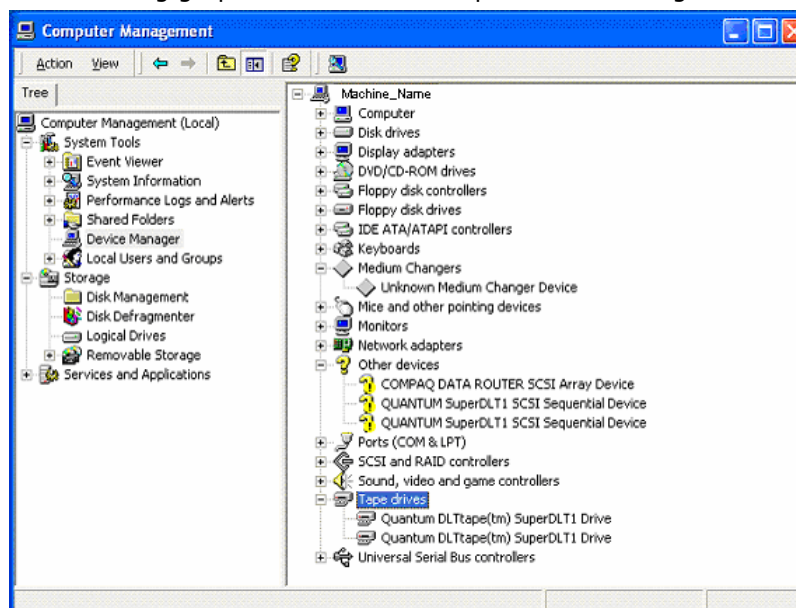 Computer Management
Action View
Tree
Computer Management (Local)
System Tools
Event Viewer
System Information
Performance Logs and Alerts
Shared Folders
Device Manager
Local Users and Groups
Storage
Disk Management
Disk Defragmenter
Logical Drives
Removable Storage
Services and Applications
Machine_Name
Computer
Disk drives
Display adapters
DVD/CD-ROM drives
Floppy disk controllers
Floppy disk drives
IDE ATA/ATAPI controllers
Keyboards
Medium Changers
Unknown Medium Changer Device
Mice and other pointing devices
Monitors
Network adapters
Other devices
COMPAQ DATA ROUTER SCSI Array Device
QUANTUM SuperDLT1 SCSI Sequential Device
QUANTUM SuperDLT1 SCSI Sequential Device
Ports (COM & LPT)
SCSI and RAID controllers
Sound, video and game controllers
Tape drives
Quantum DLTtape(tm) SuperDLT1 Drive
Quantum DLTtape(tm) SuperDLT1 Drive
Universal Serial Bus controllers